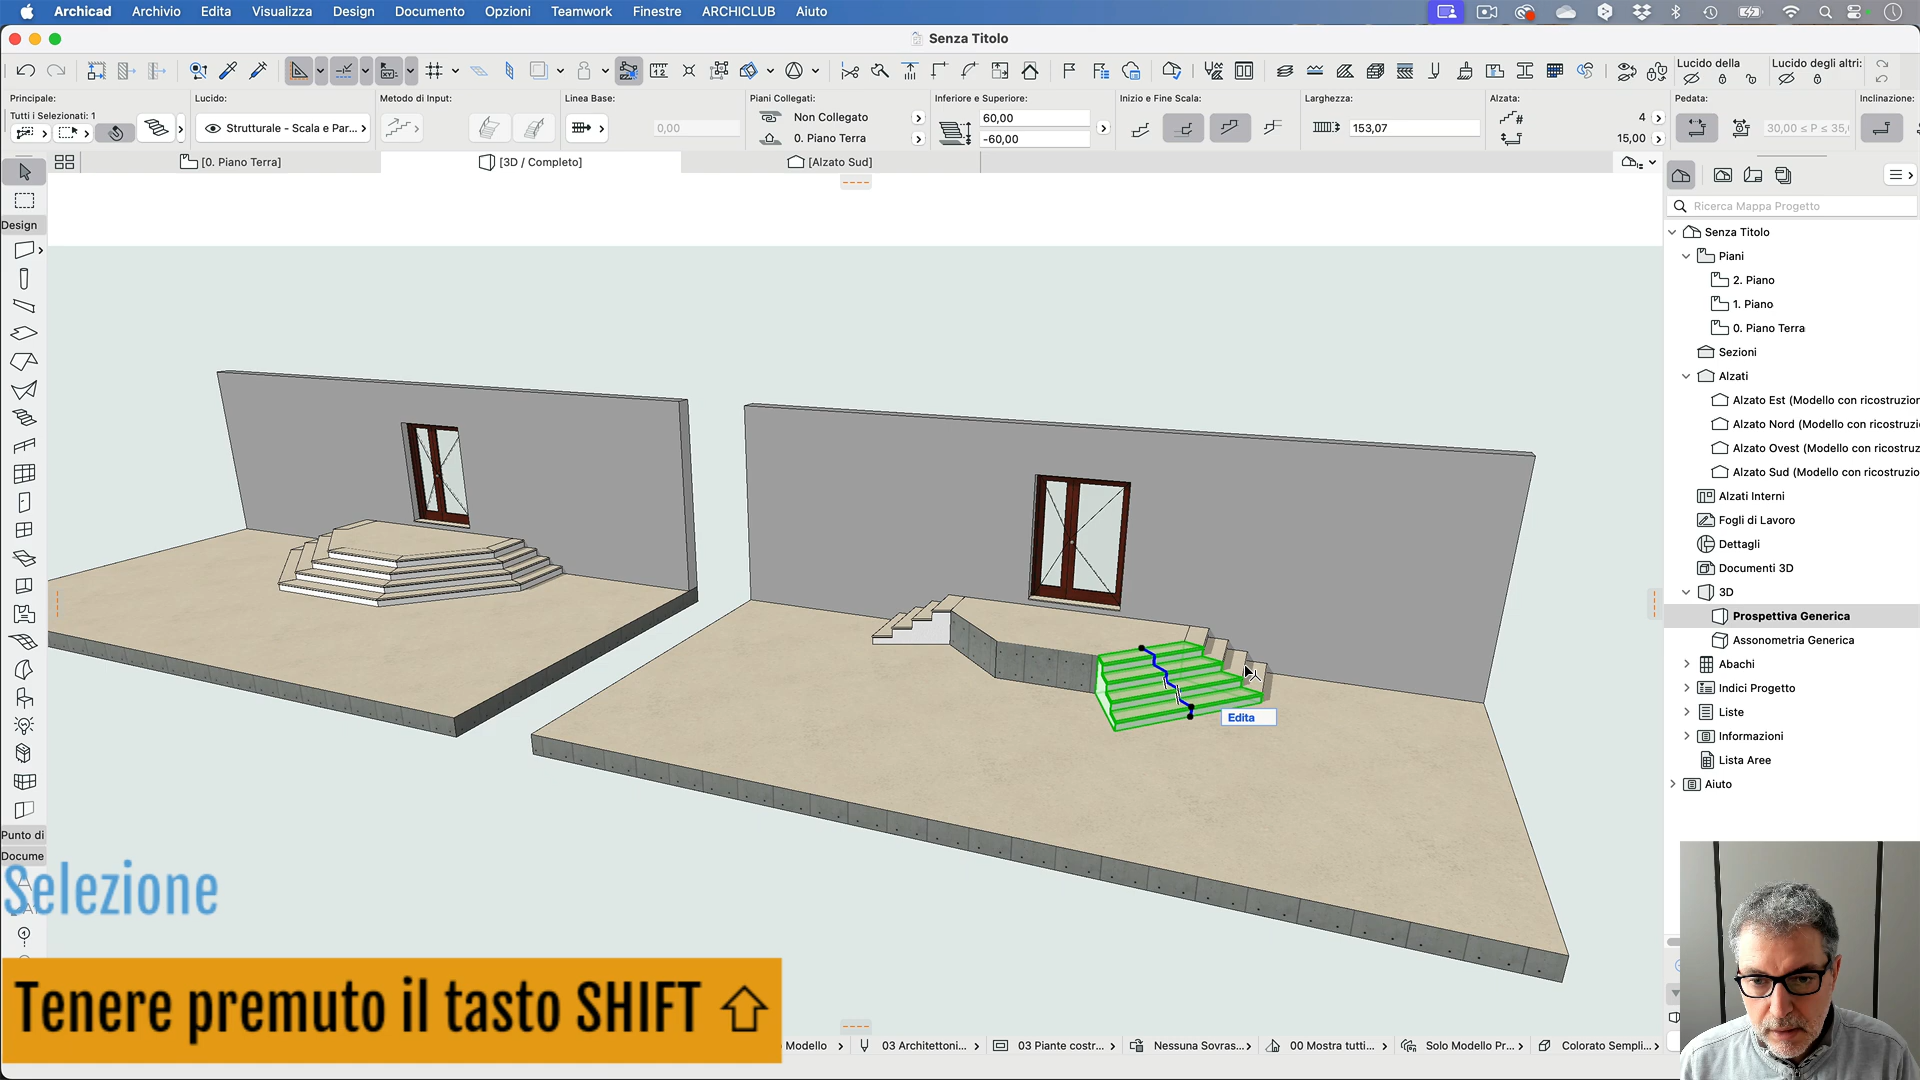 Archicad Archivio Edita Visualizza Design Documento Opzioni Teamwork Finestre ARCHICLUB Aiuto
Senza Titolo
Lucido della
Lucido degli altri:
Principale:
Lucido:
Metodo di Input:
Linea Base:
Piani Collegati:
Inferiore e Superiore:
Inizio e Fine Scala:
Larghezza:
Alzata:
Pedata:
Inclinazione:
Tutti i Selezionati: 1
Strutturale - Scala e Par...
0,00
Non Collegato
0. Piano Terra
60,00
-60,00
153,07
4
15,00
30,00 ≤ P ≤ 35,
[0. Piano Terra]
[3D / Completo]
[Alzato Sud]
Design
Punto di
Docume
Ricerca Mappa Progetto
Senza Titolo
Piani
2. Piano
1. Piano
0. Piano Terra
Sezioni
Alzati
Alzato Est (Modello con ricostruzion
Alzato Nord (Modello con ricostruz
Alzato Ovest (Modello con ricostruz
Alzato Sud (Modello con ricostruzio
Alzati Interni
Fogli di Lavoro
Dettagli
Documenti 3D
3D
Prospettiva Generica
Assonometria Generica
Abachi
Indici Progetto
Liste
Informazioni
Lista Aree
Aiuto
Edita
Selezione
Tenere premuto il tasto SHIFT
Modello
03 Architettoni...
03 Piante costr...
Nessuna Sovras...
00 Mostra tutti...
Solo Modello Pr...
Colorato Sempli...